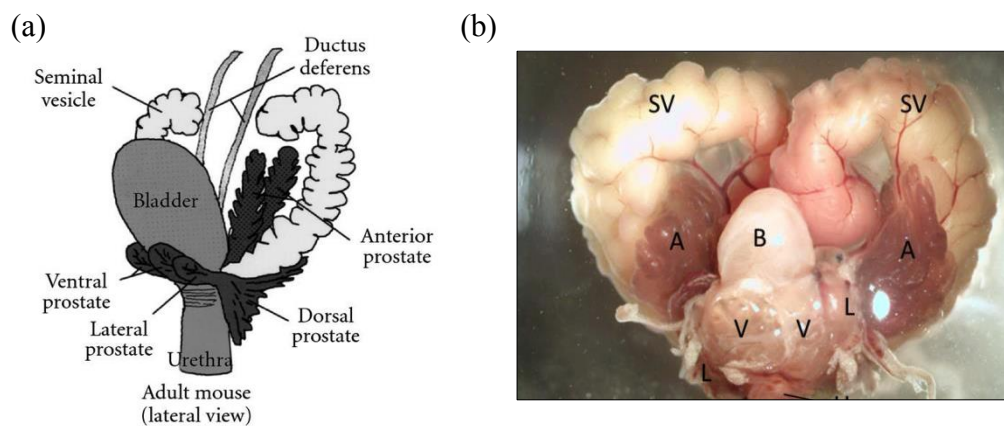 (a)
Ductus
deferens
Seminal
vesicle
Bladder
Anterior
prostate
Ventral
prostate
Lateral
prostate
Dorsal
prostate
Urethra
Adult mouse
(lateral view)
(b)
SV
SV
A
B
A
L
V
V
L